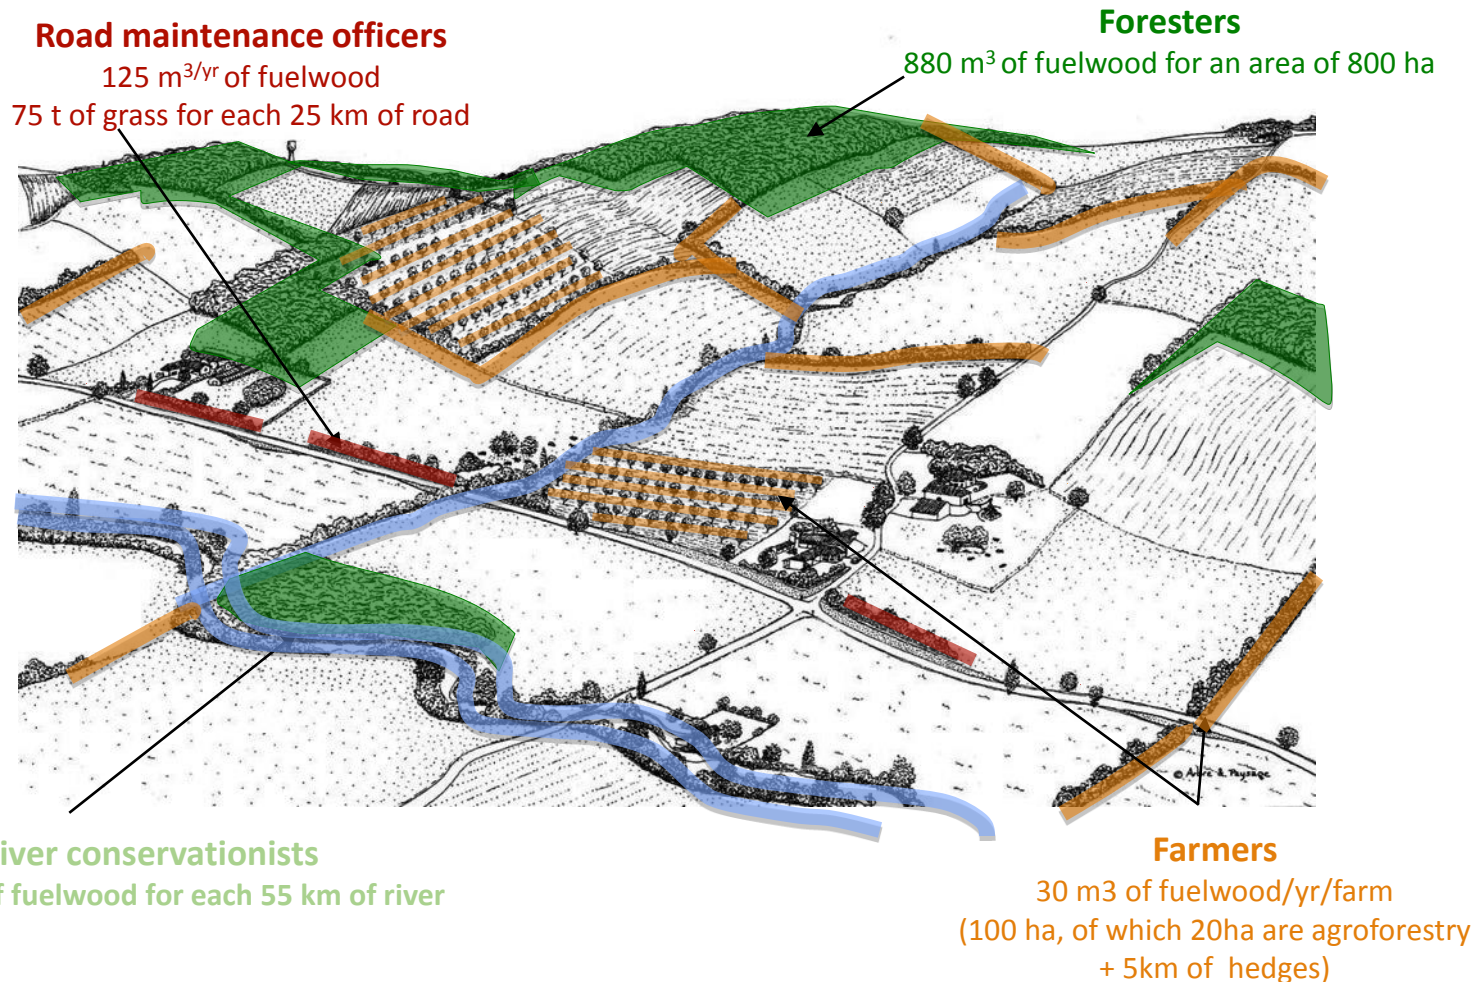 Road maintenance officers
125 m3/yr of fuelwood
75 t of grass for each 25 km of road
Foresters
880 m3 of fuelwood for an area of 800 ha
iver conservationists
fuelwood for each 55 km of river
Farmers
30 m3 of fuelwood/yr/farm
(100 ha, of which 20ha are agroforestry
+ 5km of hedges)
© Arbre & Paysage